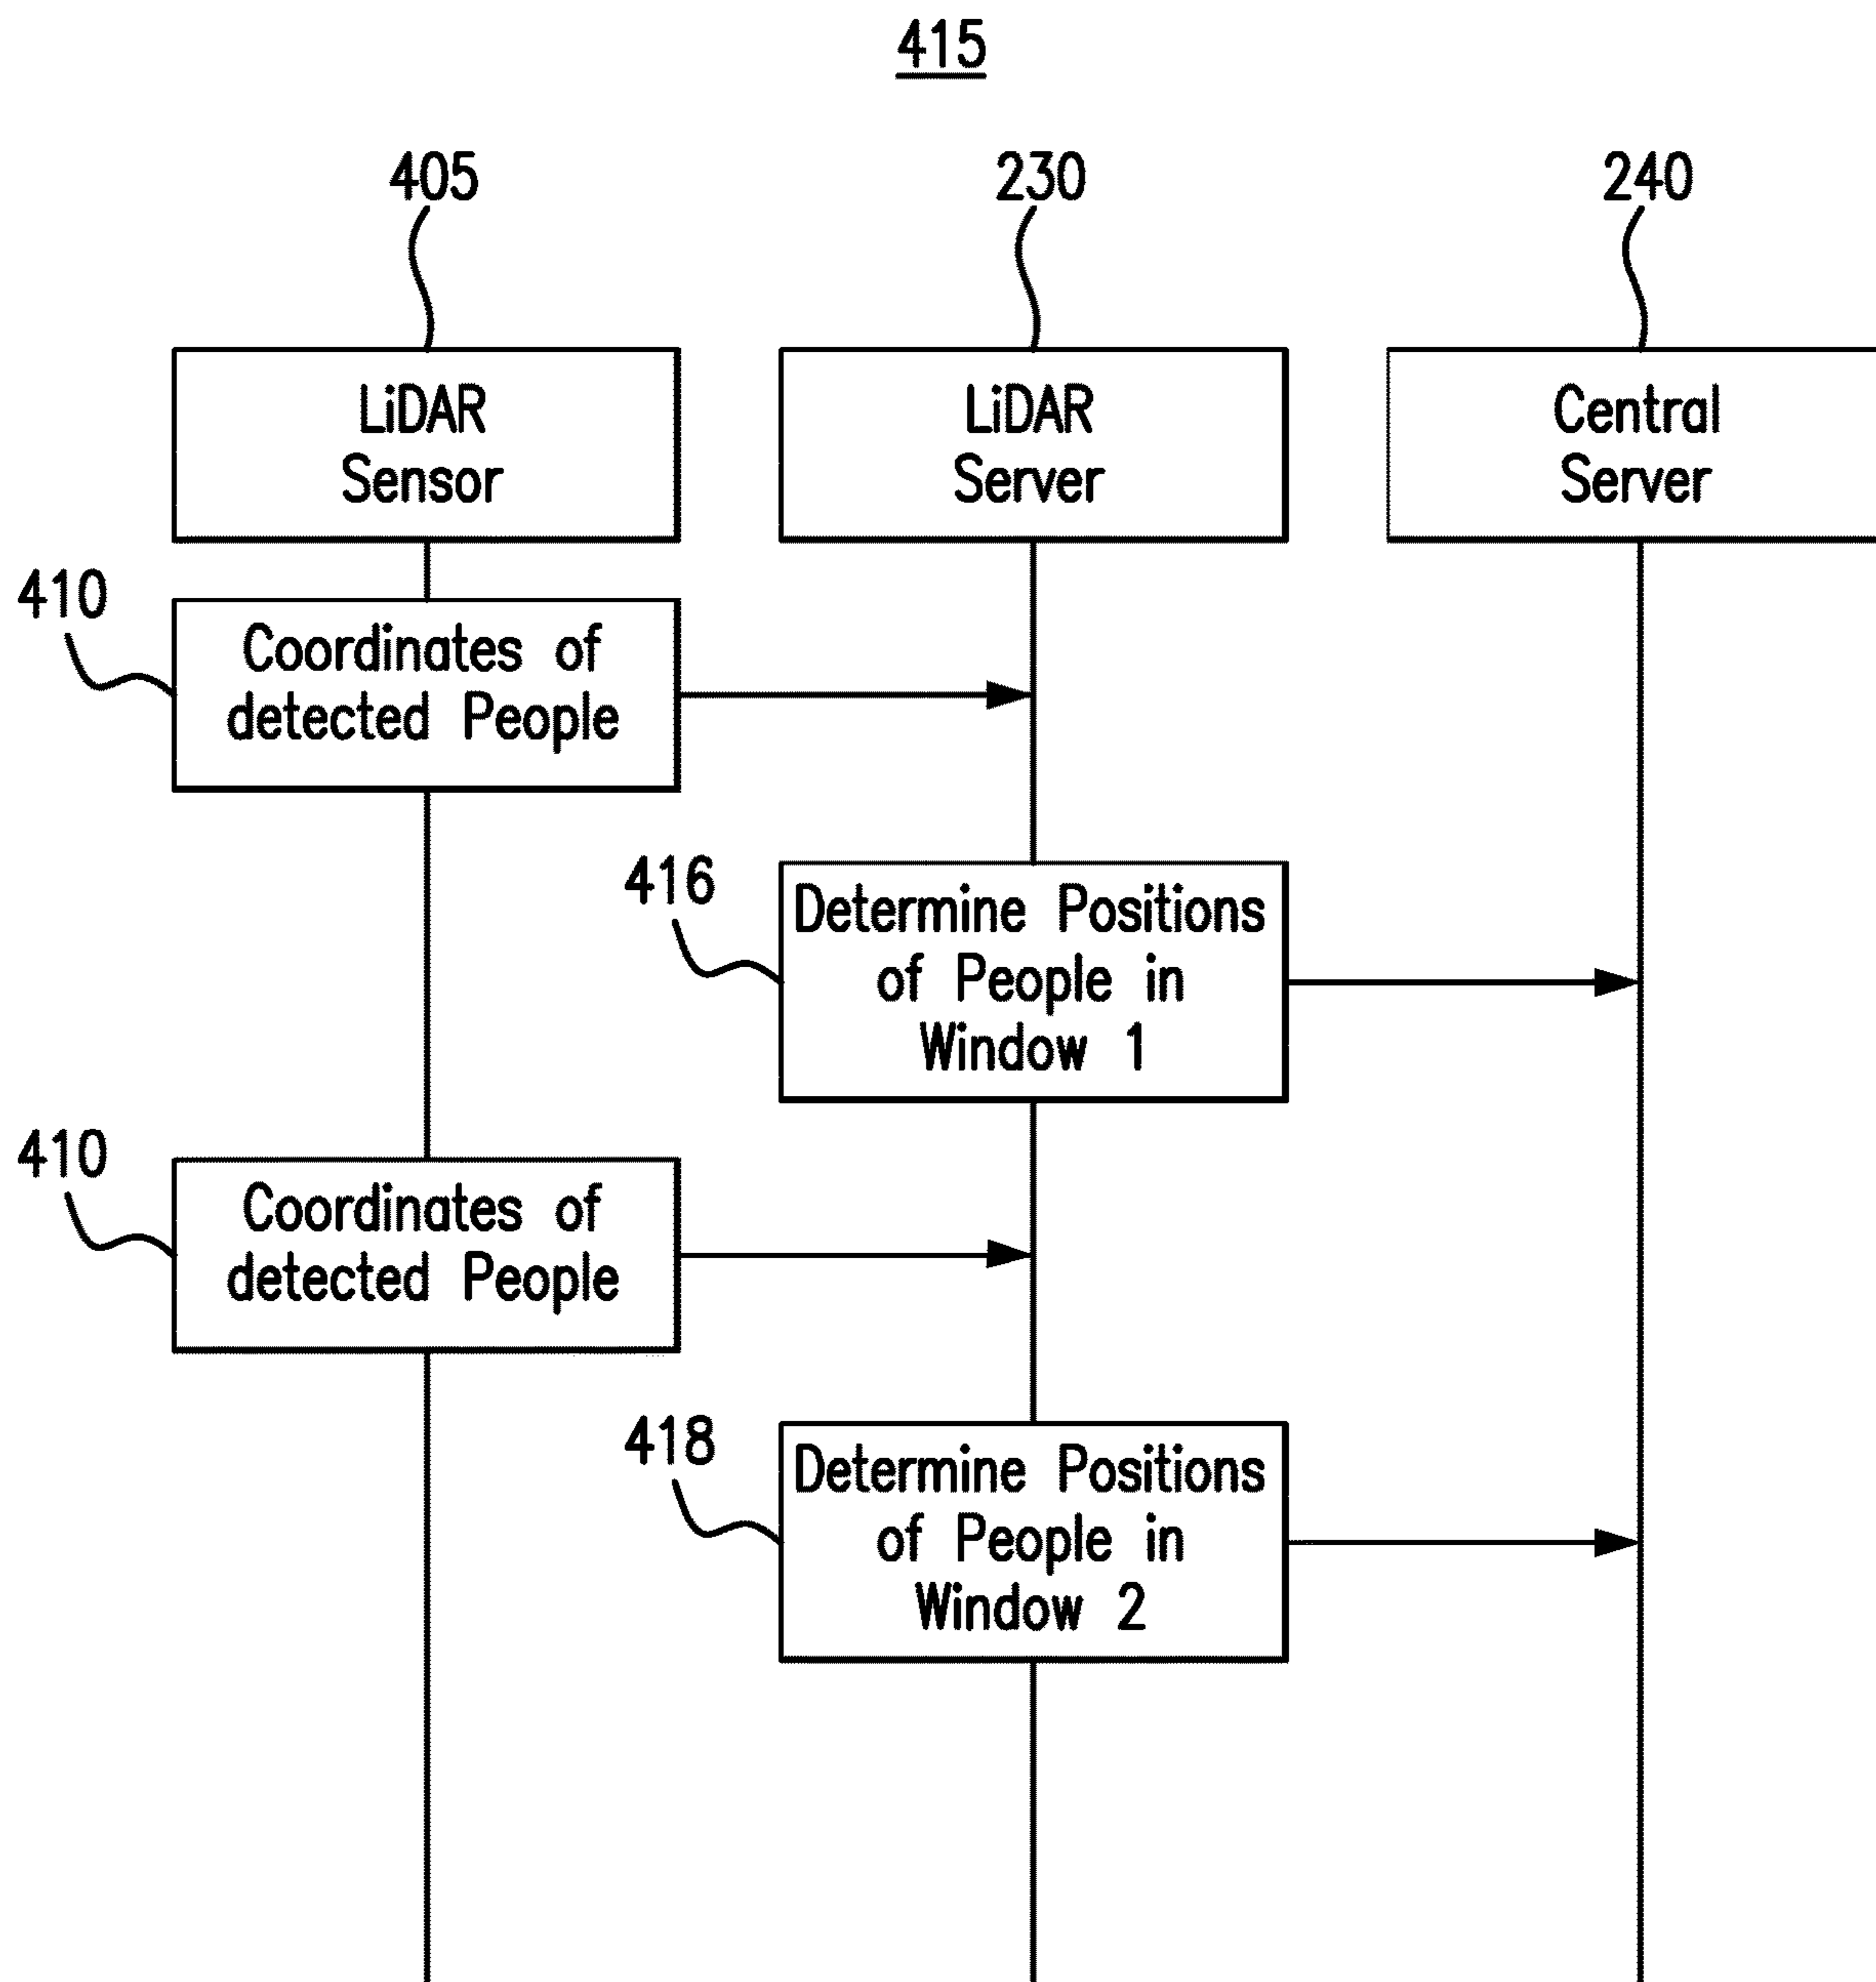 415
405
230
240
LiDAR
Sensor
LiDAR
Server
Central
Server
410
Coordinates of
detected People
416
Determine Positions
of People in
Window 1
410
Coordinates of
detected People
418
Determine Positions
of People in
Window 2